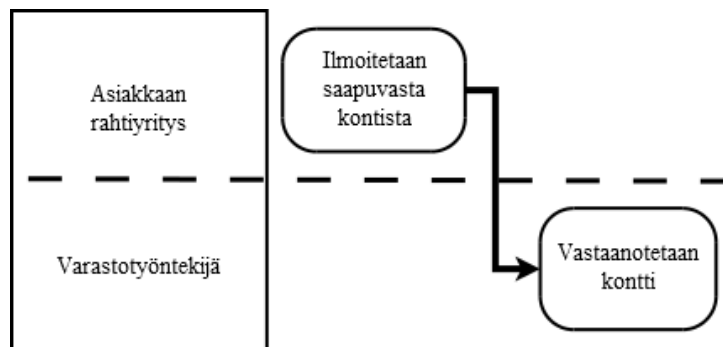 Asiakkaan
rahtiyritys
Ilmoitetaan
saapuvasta
kontista
Varastotyöntekijä
Vastaanotetaan
kontti